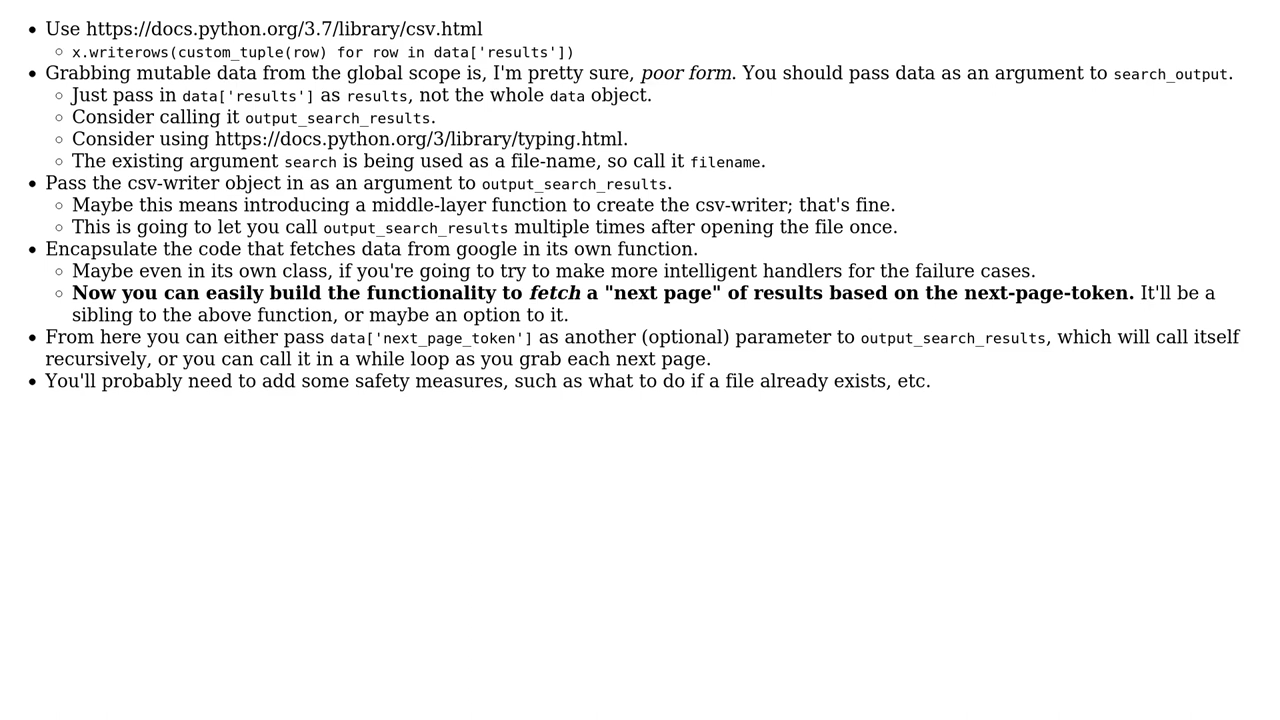 • Use https://docs.python.org/3.7/library/csv.html
◦ x.writerows(custom_tuple(row) for row in data['results'])
• Grabbing mutable data from the global scope is, I'm pretty sure, poor form. You should pass data as an argument to search_output.
◦ Just pass in data['results'] as results, not the whole data object.
◦ Consider calling it output_search_results.
◦ Consider using https://docs.python.org/3/library/typing.html.
◦ The existing argument search is being used as a file-name, so call it filename.
• Pass the csv-writer object in as an argument to output_search_results.
◦ Maybe this means introducing a middle-layer function to create the csv-writer; that's fine.
◦ This is going to let you call output_search_results multiple times after opening the file once.
• Encapsulate the code that fetches data from google in its own function.
◦ Maybe even in its own class, if you're going to try to make more intelligent handlers for the failure cases.
◦ Now you can easily build the functionality to fetch a "next page" of results based on the next-page-token. It'll be a
sibling to the above function, or maybe an option to it.
• From here you can either pass data['next_page_token'] as another (optional) parameter to output_search_results, which will call itself
recursively, or you can call it in a while loop as you grab each next page.
• You'll probably need to add some safety measures, such as what to do if a file already exists, etc.